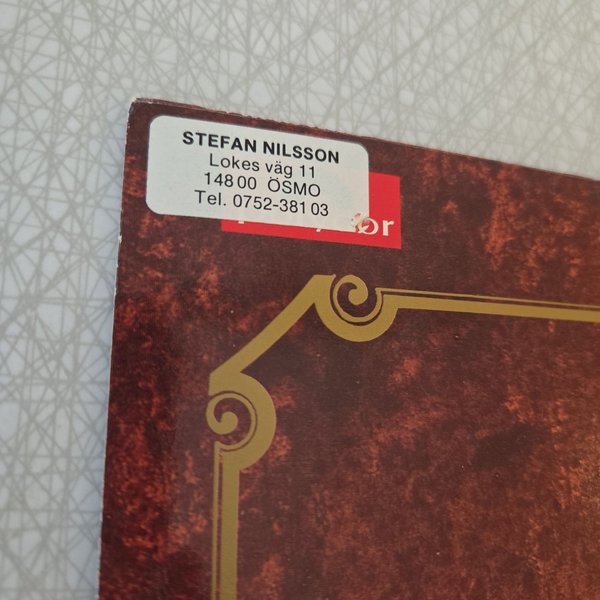 STEFAN NILSSON
Lokes väg 11
148 00 ÖSMO
Tel. 0752-381 03